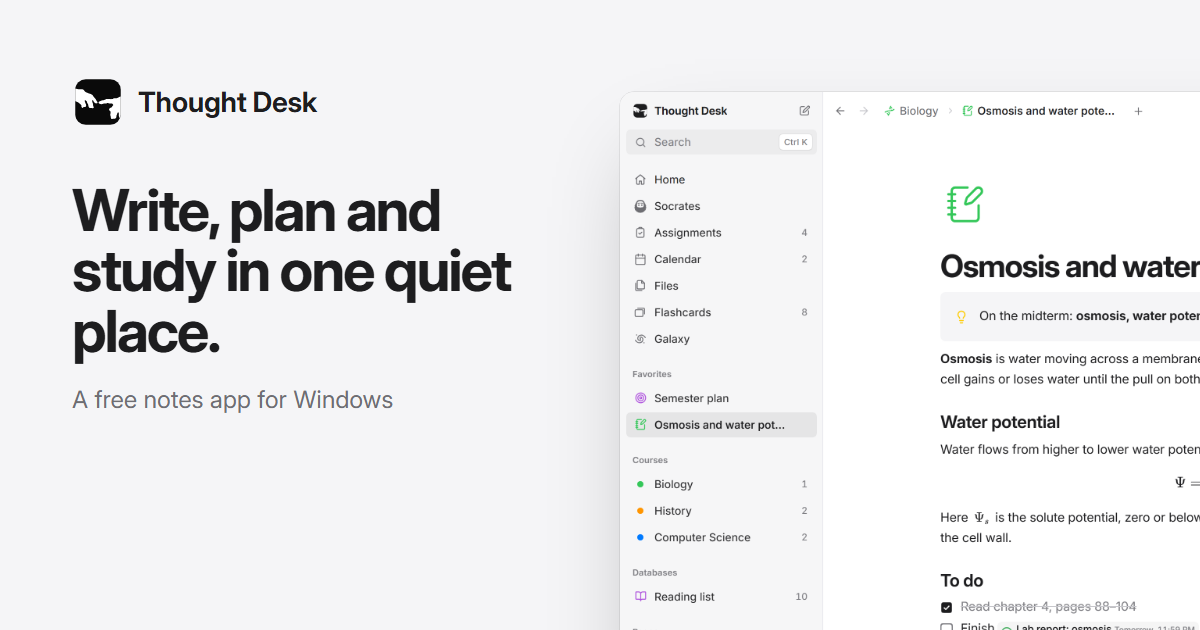 Thought Desk
Write, plan and
study in one quiet
place.
A free notes app for Windows
Thought Desk
Search
Ctrl K
Home
Socrates
Assignments 4
Calendar 2
Files
Flashcards 8
Galaxy
Favorites
Semester plan
Osmosis and water pot...
Courses
Biology 1
History 2
Computer Science 2
Databases
Reading list 10
Biology
Osmosis and water pote...
Osmosis and water
On the midterm: osmosis, water poten
Osmosis is water moving across a membrane
cell gains or loses water until the pull on both
Water potential
Water flows from higher to lower water poten
Ψ =
Here Ψs is the solute potential, zero or below
the cell wall.
To do
Read chapter 4, pages 88–104
Finish Lab report: osmosis Tomorrow, 11:59 PM